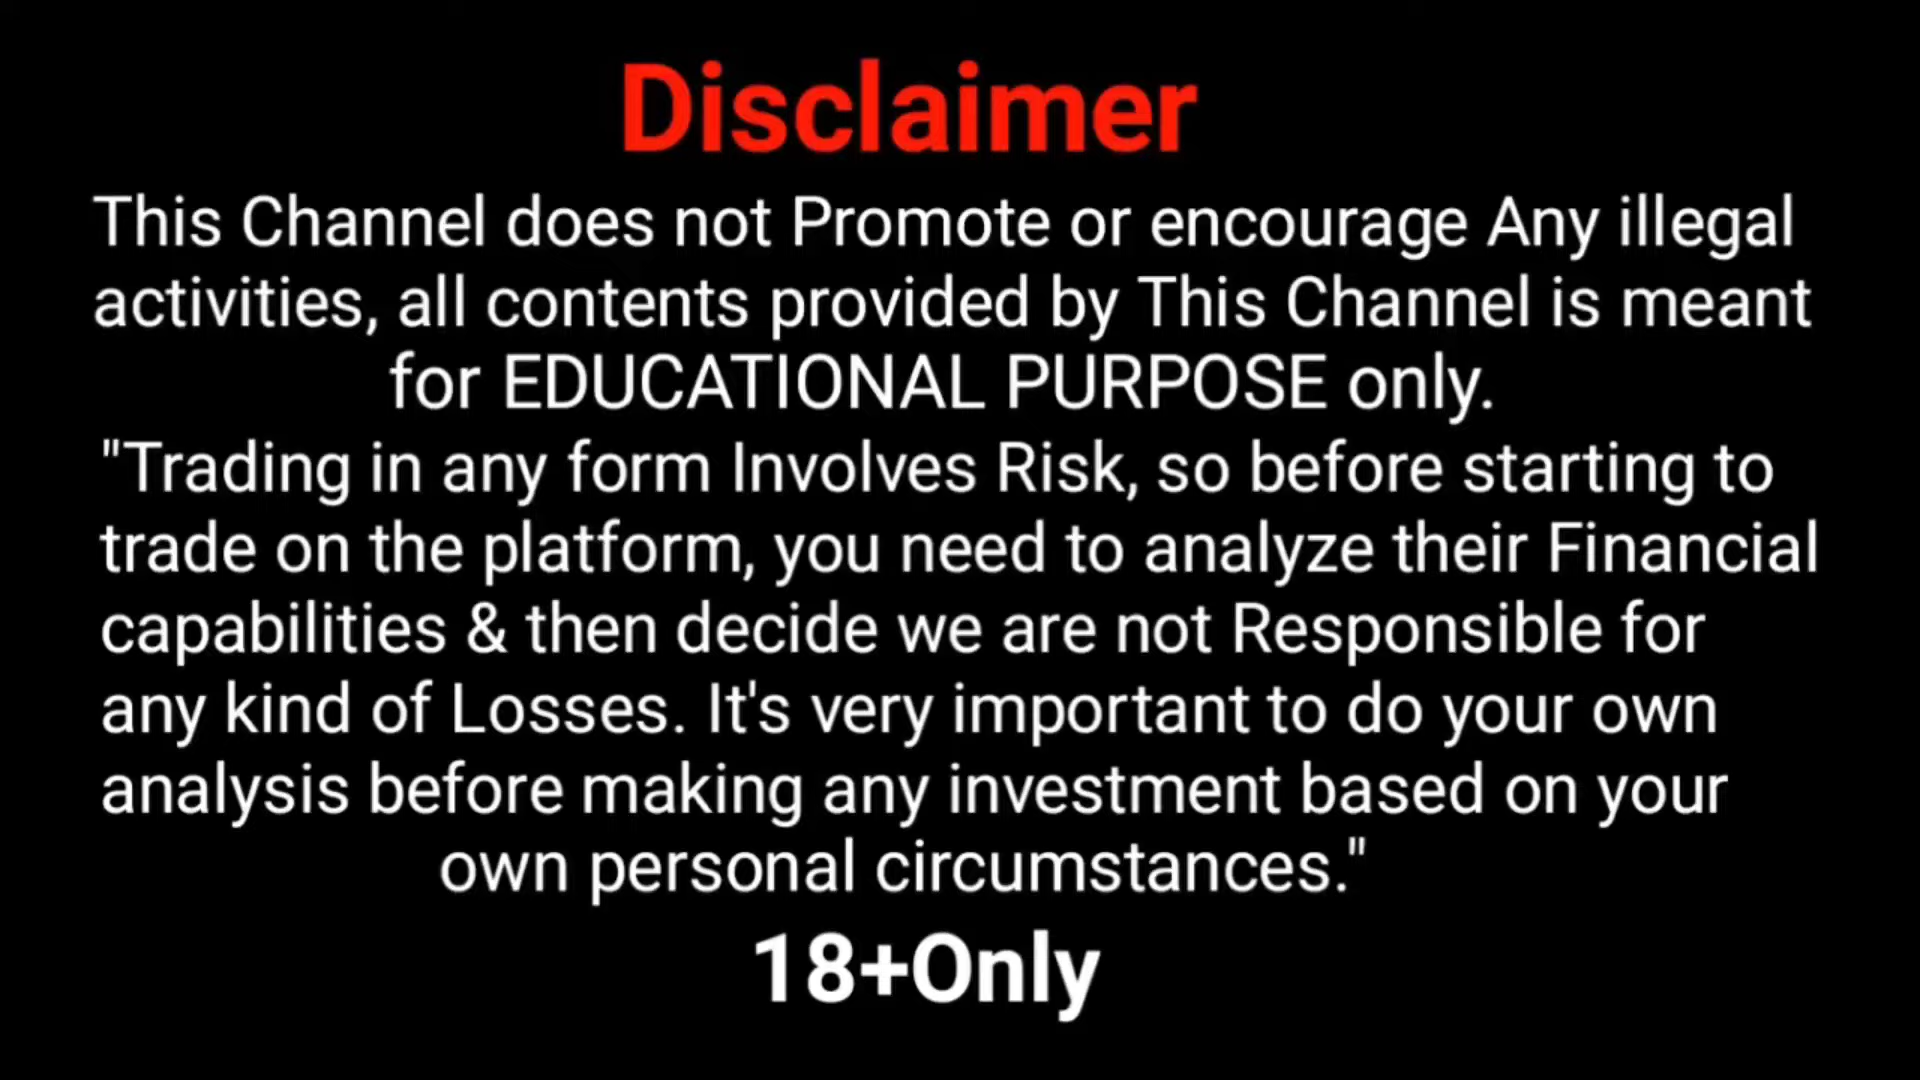 Disclaimer
This Channel does not Promote or encourage Any illegal
activities, all contents provided by This Channel is meant
for EDUCATIONAL PURPOSE only.
"Trading in any form Involves Risk, so before starting to
trade on the platform, you need to analyze their Financial
capabilities & then decide we are not Responsible for
any kind of Losses. It's very important to do your own
analysis before making any investment based on your
own personal circumstances."
18+Only